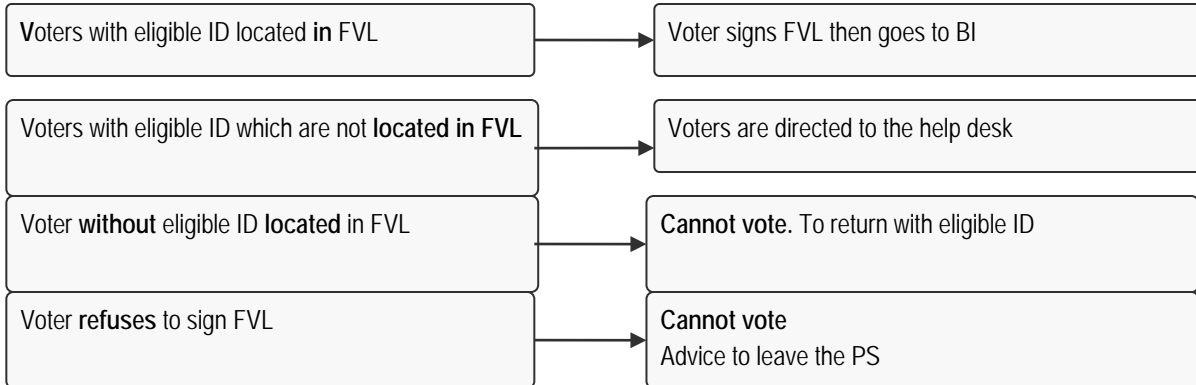 Voters with eligible ID located in FVL
Voter signs FVL then goes to BI
Voters with eligible ID which are not located in FVL
Voters are directed to the help desk
Voter without eligible ID located in FVL
Cannot vote. To return with eligible ID
Voter refuses to sign FVL
Cannot vote
Advice to leave the PS